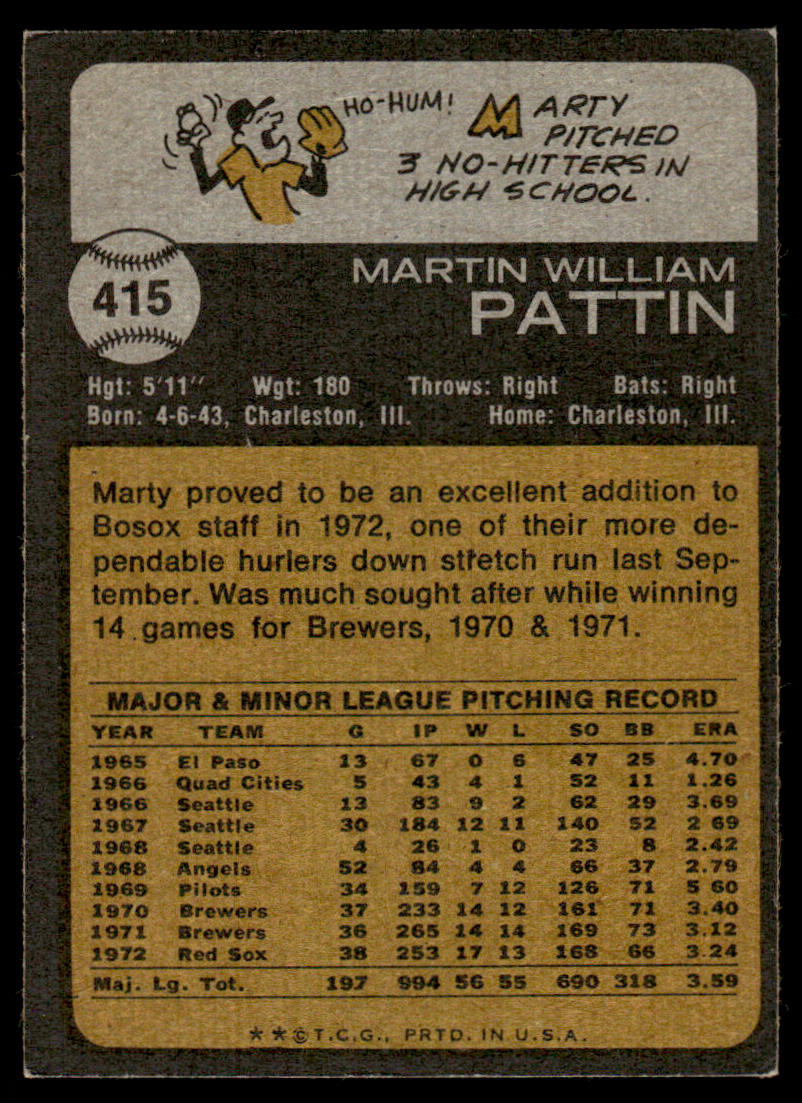 HO-HUM! MARTY
PITCHED
3 NO-HITTERS IN
HIGH SCHOOL.
415
MARTIN WILLIAM
PATTIN
Hgt: 5'11" Wgt: 180 Throws: Right Bats: Right
Born: 4-6-43, Charleston, Ill. Home: Charleston, Ill.
Marty proved to be an excellent addition to
Bosox staff in 1972, one of their more de-
pendable hurlers down stretch run last Sep-
tember. Was much sought after while winning
14 games for Brewers, 1970 & 1971.
MAJOR & MINOR LEAGUE PITCHING RECORD
YEAR TEAM G IP W L SO BB ERA
1965 El Paso 13 67 0 6 47 25 4.70
1966 Quad Cities 5 43 4 1 52 11 1.26
1966 Seattle 13 83 9 2 62 29 3.69
1967 Seattle 30 184 12 11 140 52 2 69
1968 Seattle 4 26 1 0 23 8 2.42
1968 Angels 52 84 4 4 66 37 2.79
1969 Pilots 34 159 7 12 126 71 5 60
1970 Brewers 37 233 14 12 161 71 3.40
1971 Brewers 36 265 14 14 169 73 3.12
1972 Red Sox 38 253 17 13 168 66 3.24
Maj. Lg. Tot. 197 994 56 55 690 318 3.59
* * © T.C.G., PRTD. IN U.S.A.